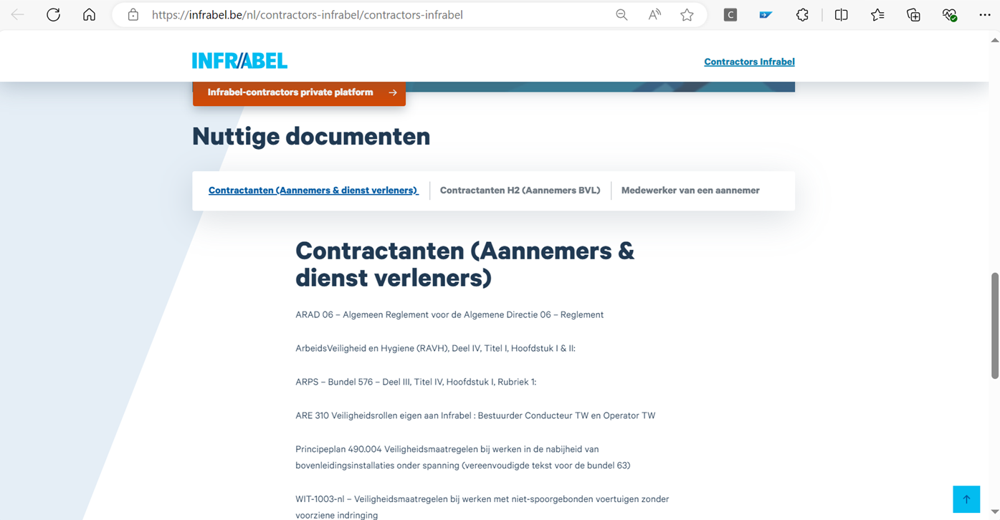 https://infrabel.be/nl/contractors-infrabel/contractors-infrabel
INFRABEL
Contractors Infrabel
Infrabel-contractors private platform →
Nuttige documenten
Contractanten (Aannemers & dienst verleners)
Contractanten H2 (Aannemers BVL)
Medewerker van een aannemer
Contractanten (Aannemers &
dienst verleners)
ARAD 06 – Algemeen Reglement voor de Algemene Directie 06 – Reglement
ArbeidsVeiligheid en Hygiene (RAVH), Deel IV, Titel I, Hoofdstuk I & II:
ARPS – Bundel 576 – Deel III, Titel IV, Hoofdstuk I, Rubriek 1:
ARE 310 Veiligheidsrollen eigen aan Infrabel : Bestuurder Conducteur TW en Operator TW
Principeplan 490.004 Veiligheidsmaatregelen bij werken in de nabijheid van
bovenleidingsinstallaties onder spanning (vereenvoudigde tekst voor de bundel 63)
WIT-1003-nl – Veiligheidsmaatregelen bij werken met niet-spoorgebonden voertuigen zonder
voorziene indringing